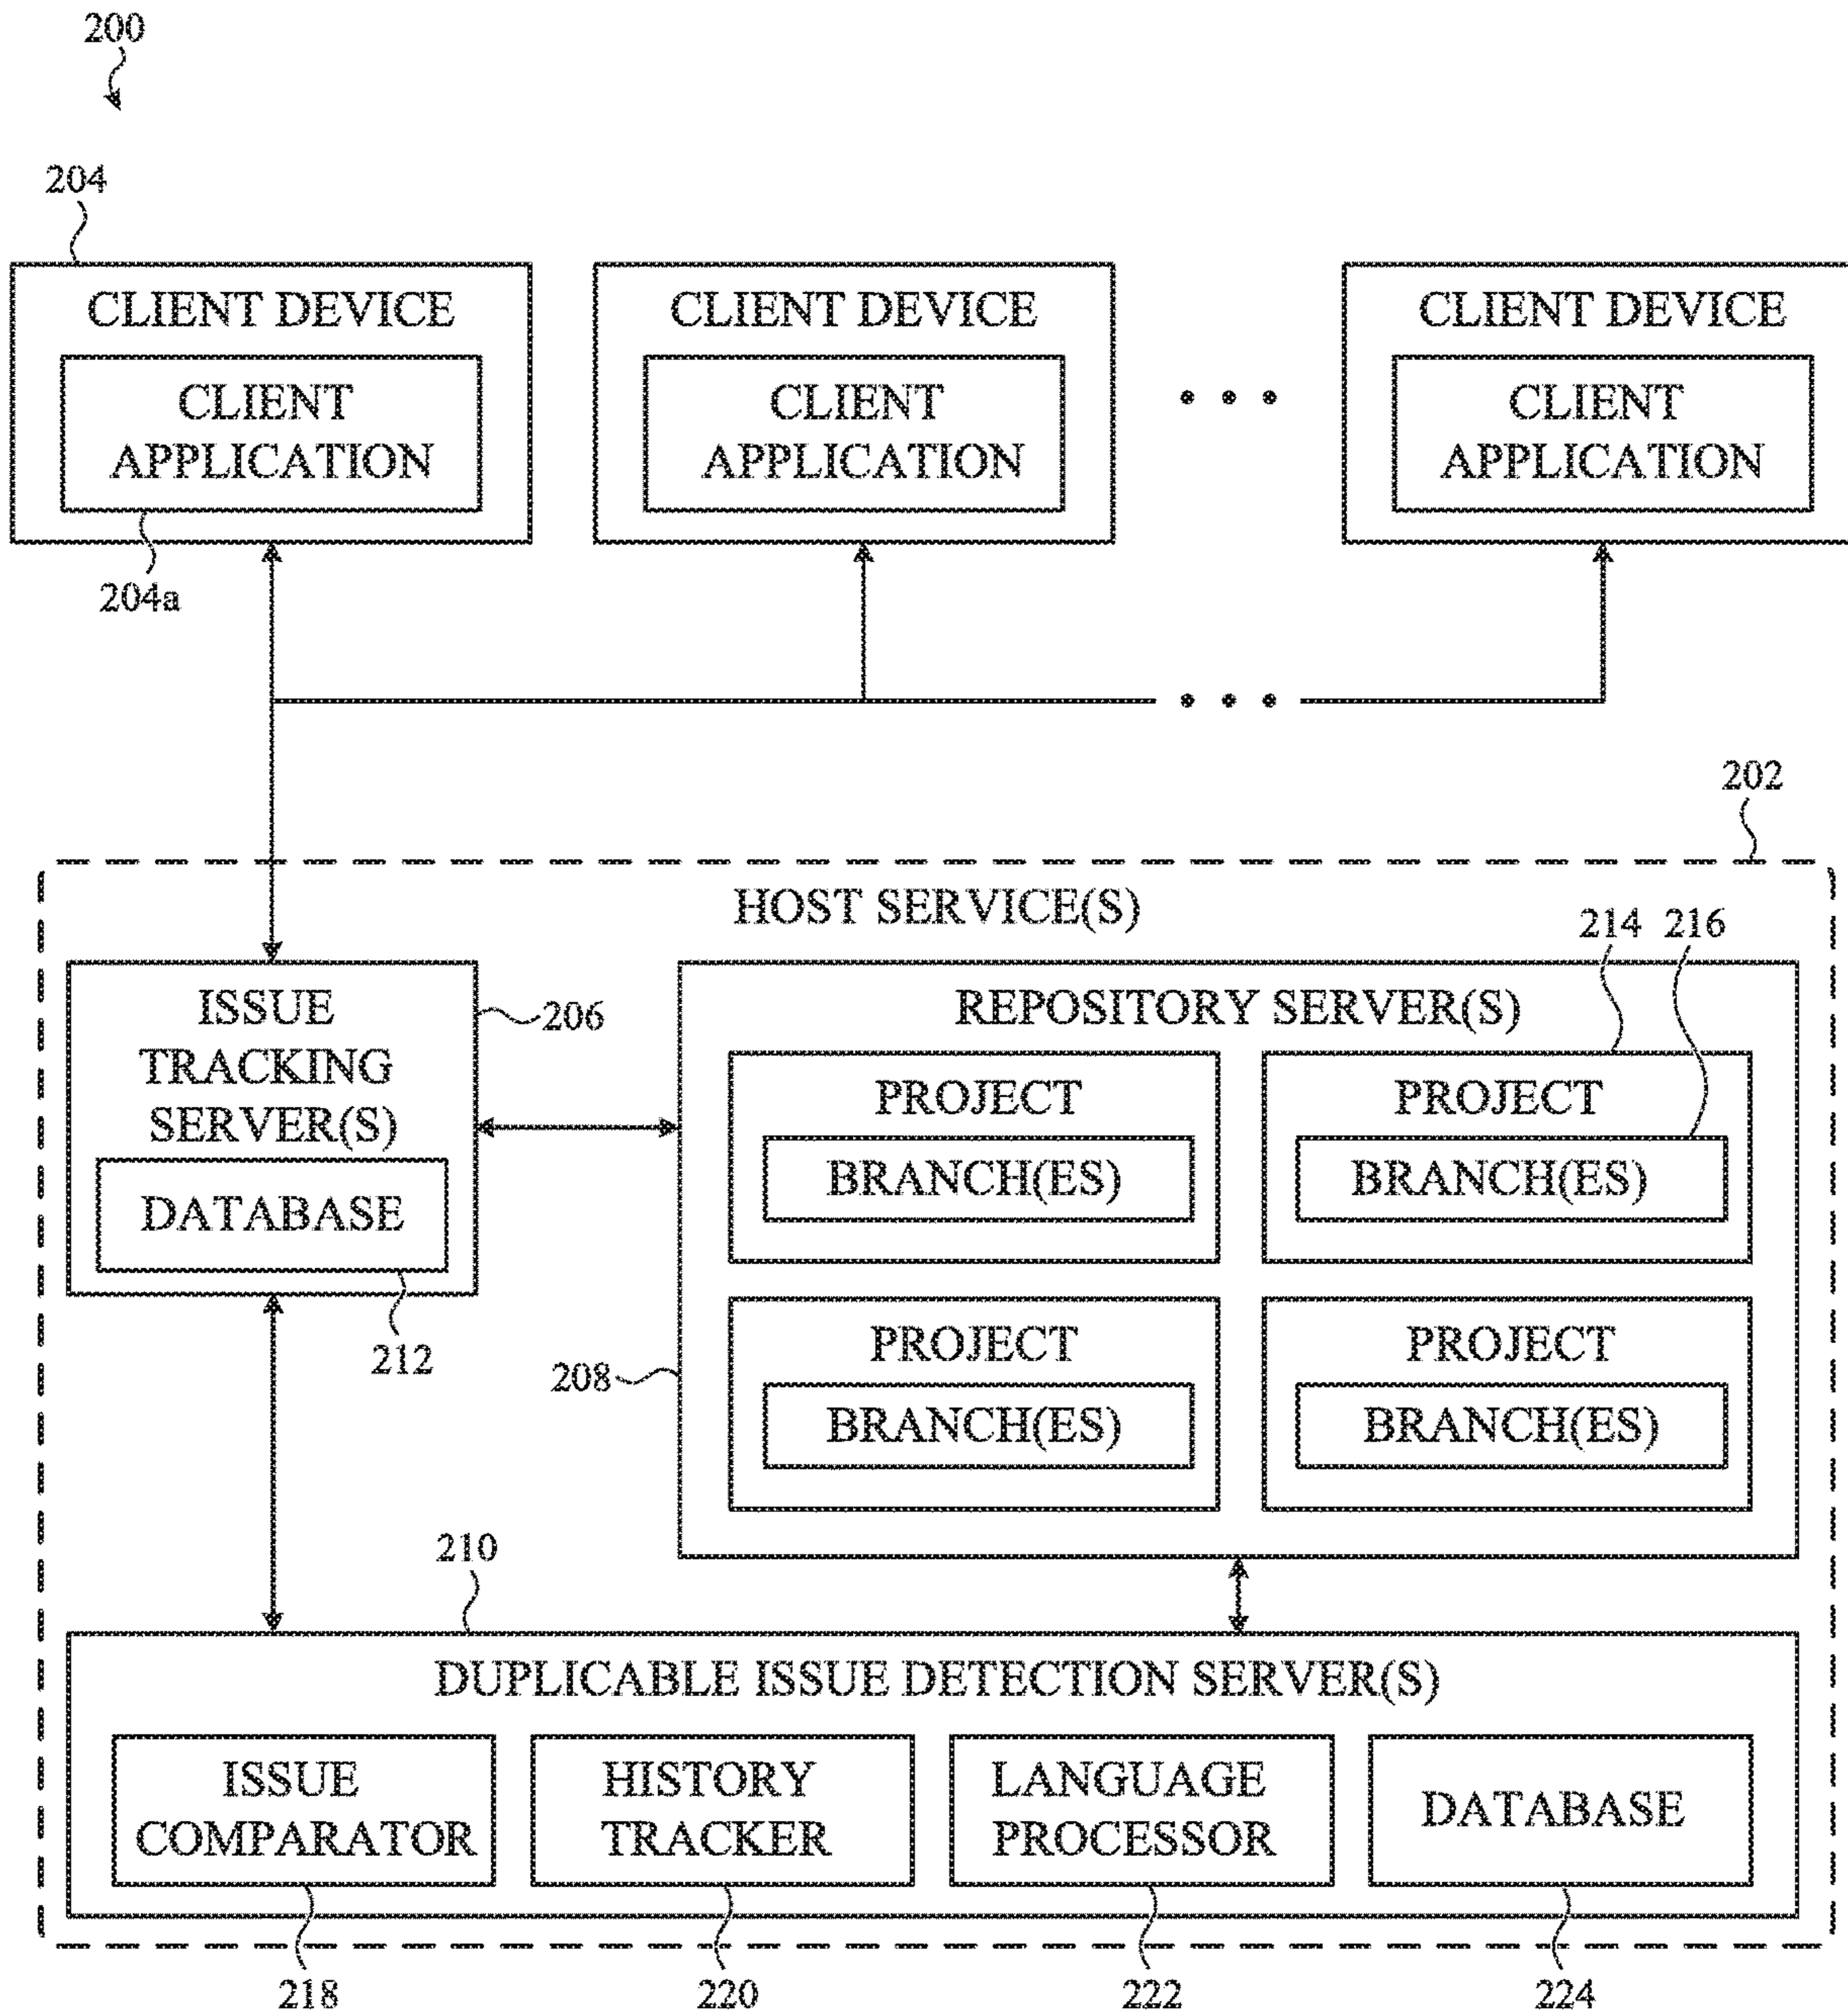 200
204
CLIENT DEVICE
CLIENT
APPLICATION
204a
CLIENT DEVICE
CLIENT
APPLICATION
CLIENT DEVICE
CLIENT
APPLICATION
202
HOST SERVICE(S)
ISSUE
TRACKING
SERVER(S)
206
DATABASE
212
214 216
REPOSITORY SERVER(S)
208
PROJECT
BRANCH(ES)
PROJECT
BRANCH(ES)
PROJECT
BRANCH(ES)
PROJECT
BRANCH(ES)
210
DUPLICABLE ISSUE DETECTION SERVER(S)
ISSUE
COMPARATOR
HISTORY
TRACKER
LANGUAGE
PROCESSOR
DATABASE
218 220 222 224